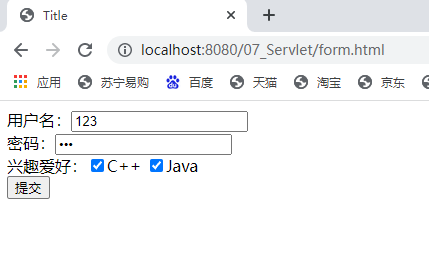 Title
localhost:8080/07_Servlet/form.html
应用 苏宁易购 百度 天猫 淘宝 京东
用户名：123
密码：•••
兴趣爱好： C++ Java
提交